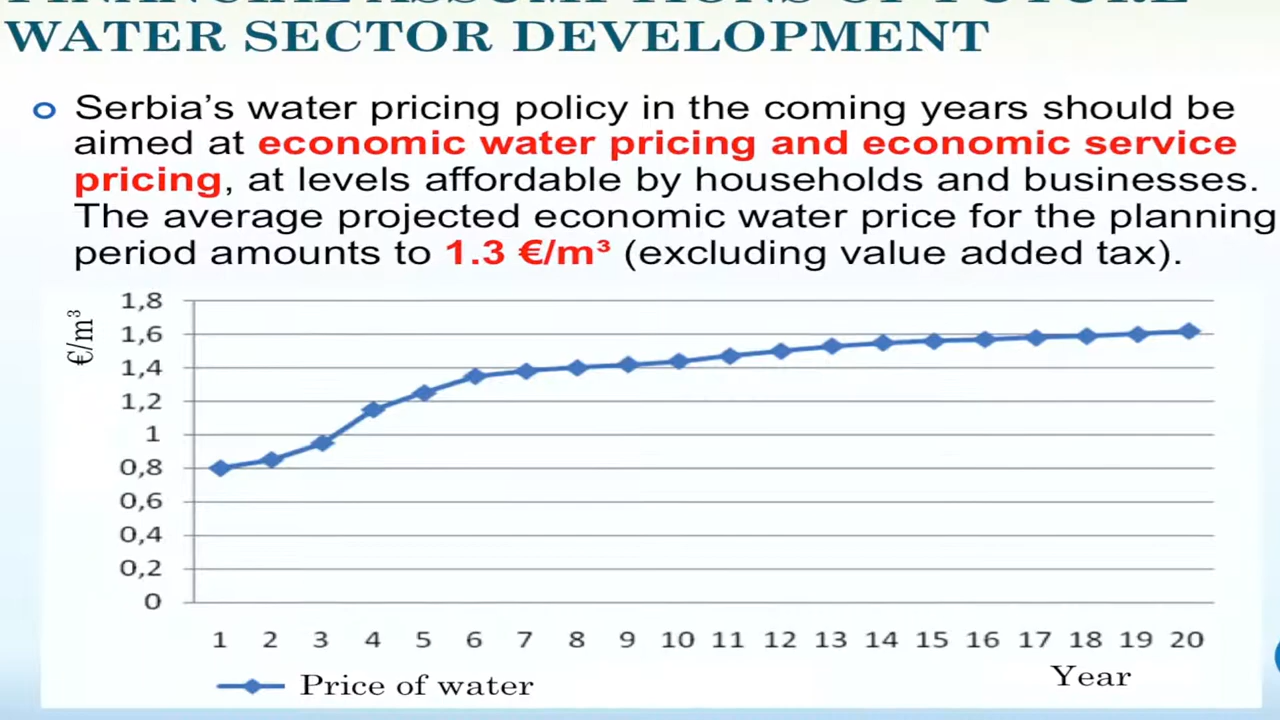 FINANCIAL ASSUMPTIONS OF FUTURE
WATER SECTOR DEVELOPMENT
Serbia's water pricing policy in the coming years should be
aimed at economic water pricing and economic service
pricing, at levels affordable by households and businesses.
The average projected economic water price for the planning
period amounts to 1.3 €/m³ (excluding value added tax).
€/m³
1,8
1,6
1,4
1,2
1
0,8
0,6
0,4
0,2
0
1 2 3 4 5 6 7 8 9 10 11 12 13 14 15 16 17 18 19 20
Price of water
Year